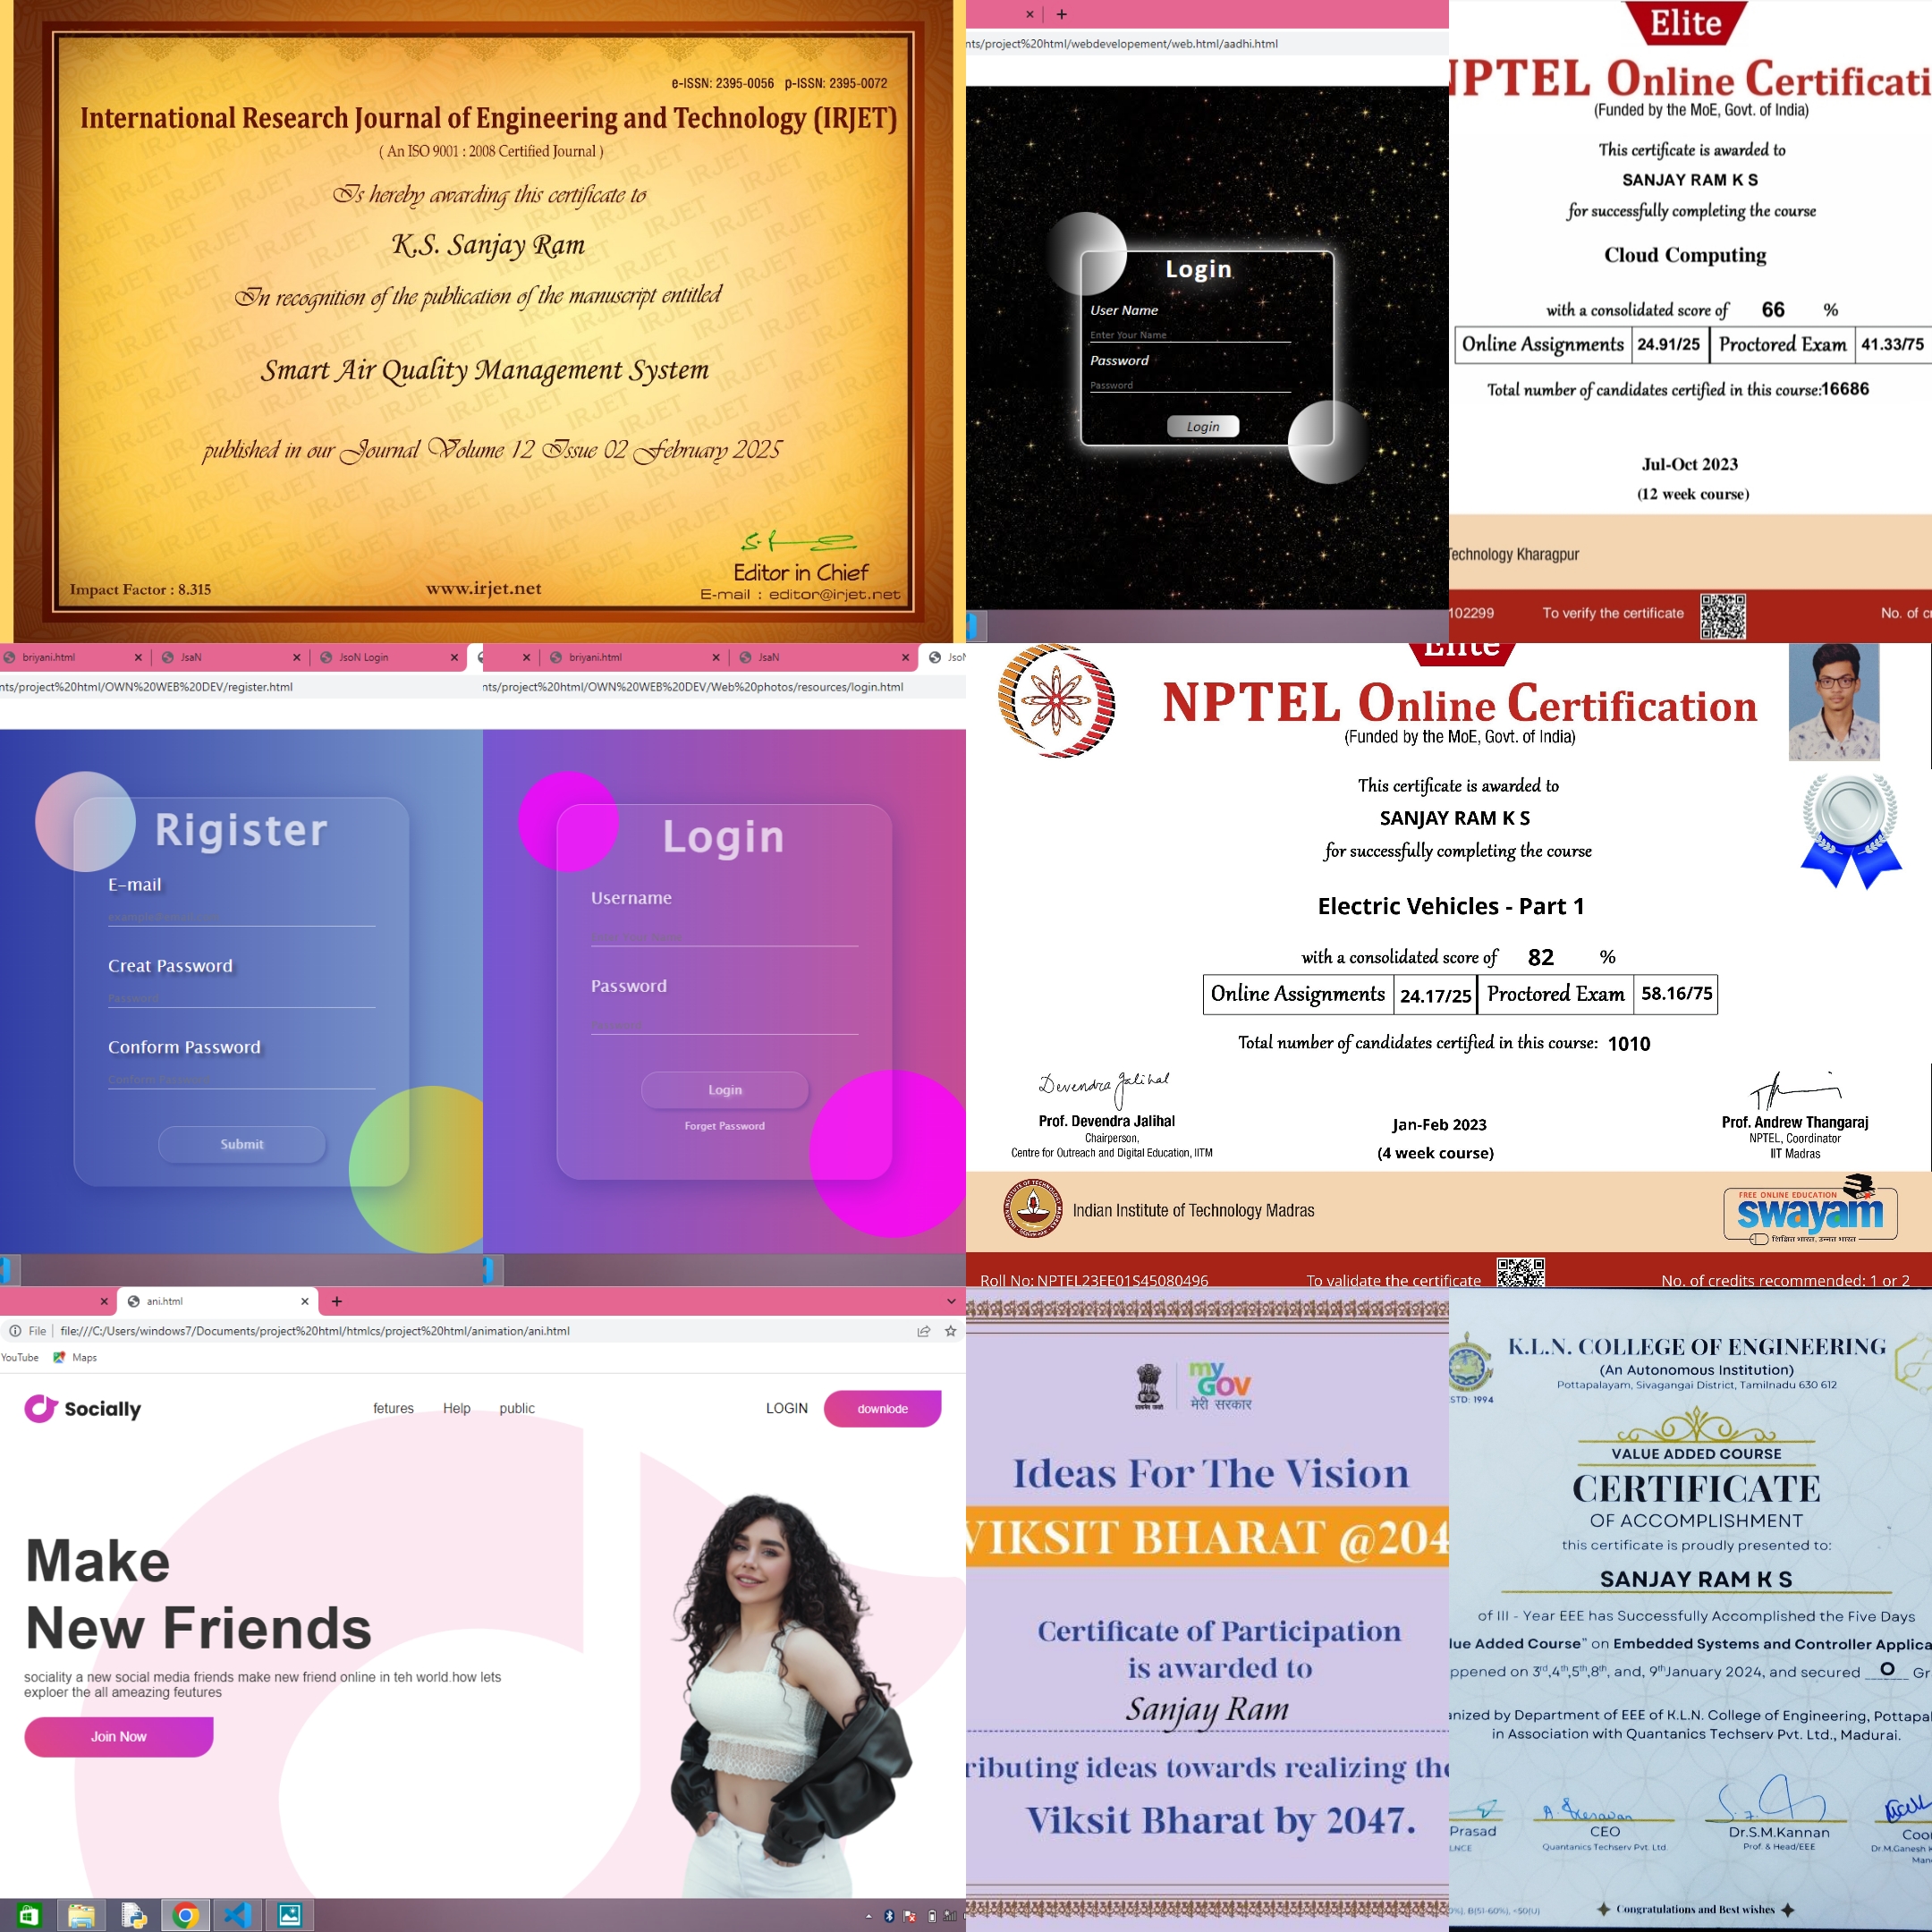 e-ISSN: 2395-0056 p-ISSN: 2395-0072
International Research Journal of Engineering and Technology (IRJET)
( An ISO 9001 : 2008 Certified Journal )
Is hereby awarding this certificate to
K.S. Sanjay Ram
In recognition of the publication of the manuscript entitled
Smart Air Quality Management System
published in our Journal Volume 12 Issue 02 February 2025
Editor in Chief
Impact Factor : 8.315
www.irjet.net
E-mail : editor@irjet.net
nts/project%20html/webdevelopement/web.html/aadhi.html
Login
User Name
Enter Your Name
Password
Password
Login
Elite
NPTEL Online Certificati
(Funded by the MoE, Govt. of India)
This certificate is awarded to
SANJAY RAM K S
for successfully completing the course
Cloud Computing
with a consolidated score of 66 %
Online Assignments 24.91/25 Proctored Exam 41.33/75
Total number of candidates certified in this course:16686
Jul-Oct 2023
(12 week course)
Technology Kharagpur
102299 To verify the certificate No. of cr
briyani.html JsaN JsoN Login
nts/project%20html/OWN%20WEB%20DEV/register.html
Rigister
E-mail
Creat Password
Password
Conform Password
Conform Password
Submit
briyani.html JsaN JsoN
nts/project%20html/OWN%20WEB%20DEV/Web%20photos/resources/login.html
Login
Username
Password
Login
Forget Password
Elite
NPTEL Online Certification
(Funded by the MoE, Govt. of India)
This certificate is awarded to
SANJAY RAM K S
for successfully completing the course
Electric Vehicles - Part 1
with a consolidated score of 82 %
Online Assignments 24.17/25 Proctored Exam 58.16/75
Total number of candidates certified in this course: 1010
Devendra Jalihal
Prof. Devendra Jalihal
Chairperson,
Centre for Outreach and Digital Education, IITM
Jan-Feb 2023
(4 week course)
Prof. Andrew Thangaraj
NPTEL, Coordinator
IIT Madras
Indian Institute of Technology Madras
FREE ONLINE EDUCATION
swayam
शिक्षित भारत, उन्नत भारत
Roll No: NPTEL23EE01S45080496 To validate the certificate No. of credits recommended: 1 or 2
ani.html
File file:///C:/Users/windows7/Documents/project%20html/htmlcs/project%20html/animation/ani.html
YouTube Maps
Socially fetures Help public LOGIN downlode
Make
New Friends
sociality a new social media friends make new friend online in teh world.how lets
exploer the all ameazing feutures
Join Now
my
GOV
मेरी सरकार
Ideas For The Vision
VIKSIT BHARAT @204
Certificate of Participation
is awarded to
Sanjay Ram
ributing ideas towards realizing the
Viksit Bharat by 2047.
K.L.N. COLLEGE OF ENGINEERING
(An Autonomous Institution)
Pottapalayam, Sivagangai District, Tamilnadu 630 612
STD: 1994
VALUE ADDED COURSE
CERTIFICATE
OF ACCOMPLISHMENT
this certificate is proudly presented to:
SANJAY RAM K S
of III - Year EEE has Successfully Accomplished the Five Days
lue Added Course" on Embedded Systems and Controller Applica
ppened on 3rd,4th,5th,8th, and, 9th January 2024, and secured O Gr
anized by Department of EEE of K.L.N. College of Engineering, Pottapal
in Association with Quantanics Techserv Pvt. Ltd., Madurai.
Prasad
LNCE
CEO
Quantanics Techserv Pvt. Ltd.
Dr.S.M.Kannan
Prof. & Head/EEE
Coo
Dr.M.Ganesh
Congratulations and Best wishes